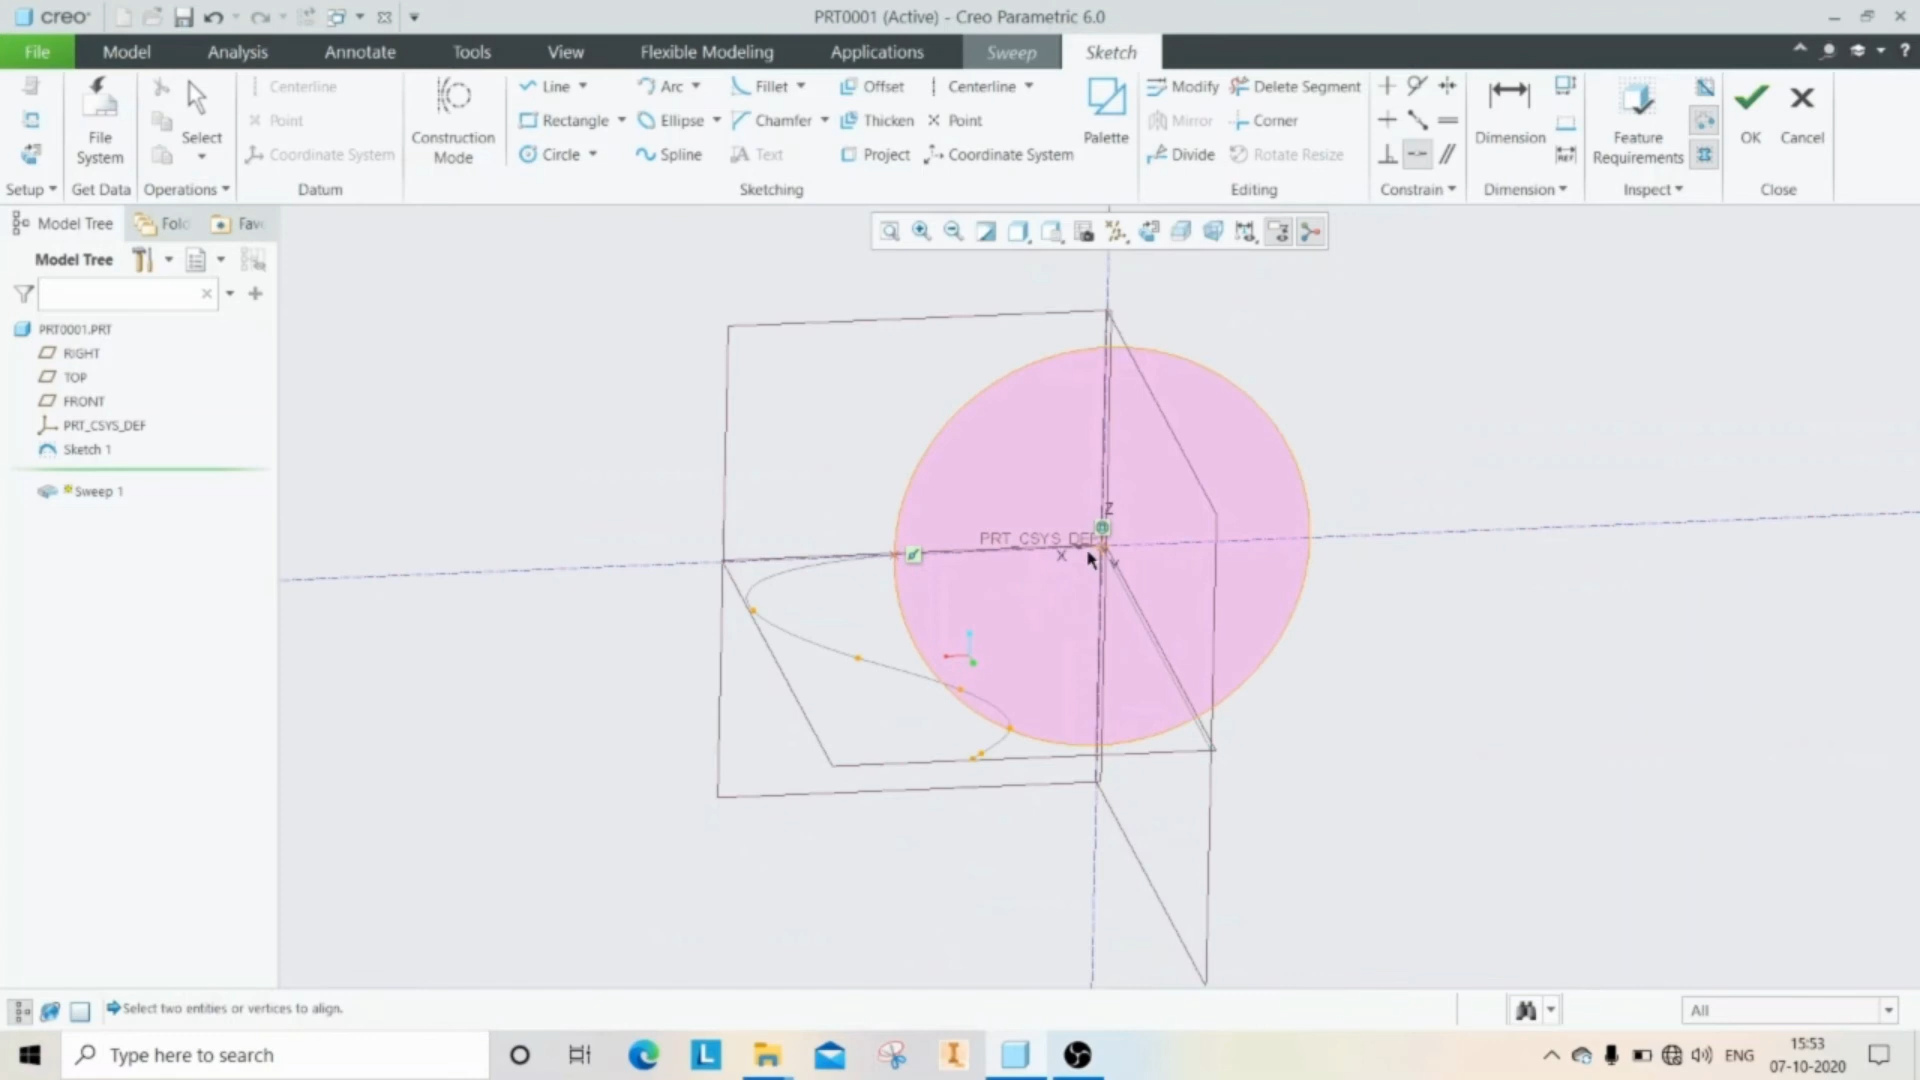 creo
PRT0001 (Active) - Creo Parametric 6.0
File Model Analysis Annotate Tools View Flexible Modeling Applications Sweep Sketch
Centerline Line Arc Fillet Offset Centerline Modify Delete Segment
Point Rectangle Ellipse Chamfer Thicken Point Mirror Corner
File System Select Construction Mode Palette Dimension Feature Requirements OK Cancel
Coordinate System Circle Spline Text Project Coordinate System Divide Rotate Resize
Setup Get Data Operations Datum Sketching Editing Constrain Dimension Inspect Close
Model Tree Folc Fav
Model Tree
PRT0001.PRT
RIGHT
TOP
FRONT
PRT_CSYS_DEF
Sketch 1
Sweep 1
Z
PRT_CSYS_DEF
X
Y
Select two entities or vertices to align.
All
Type here to search
ENG
15:53
07-10-2020